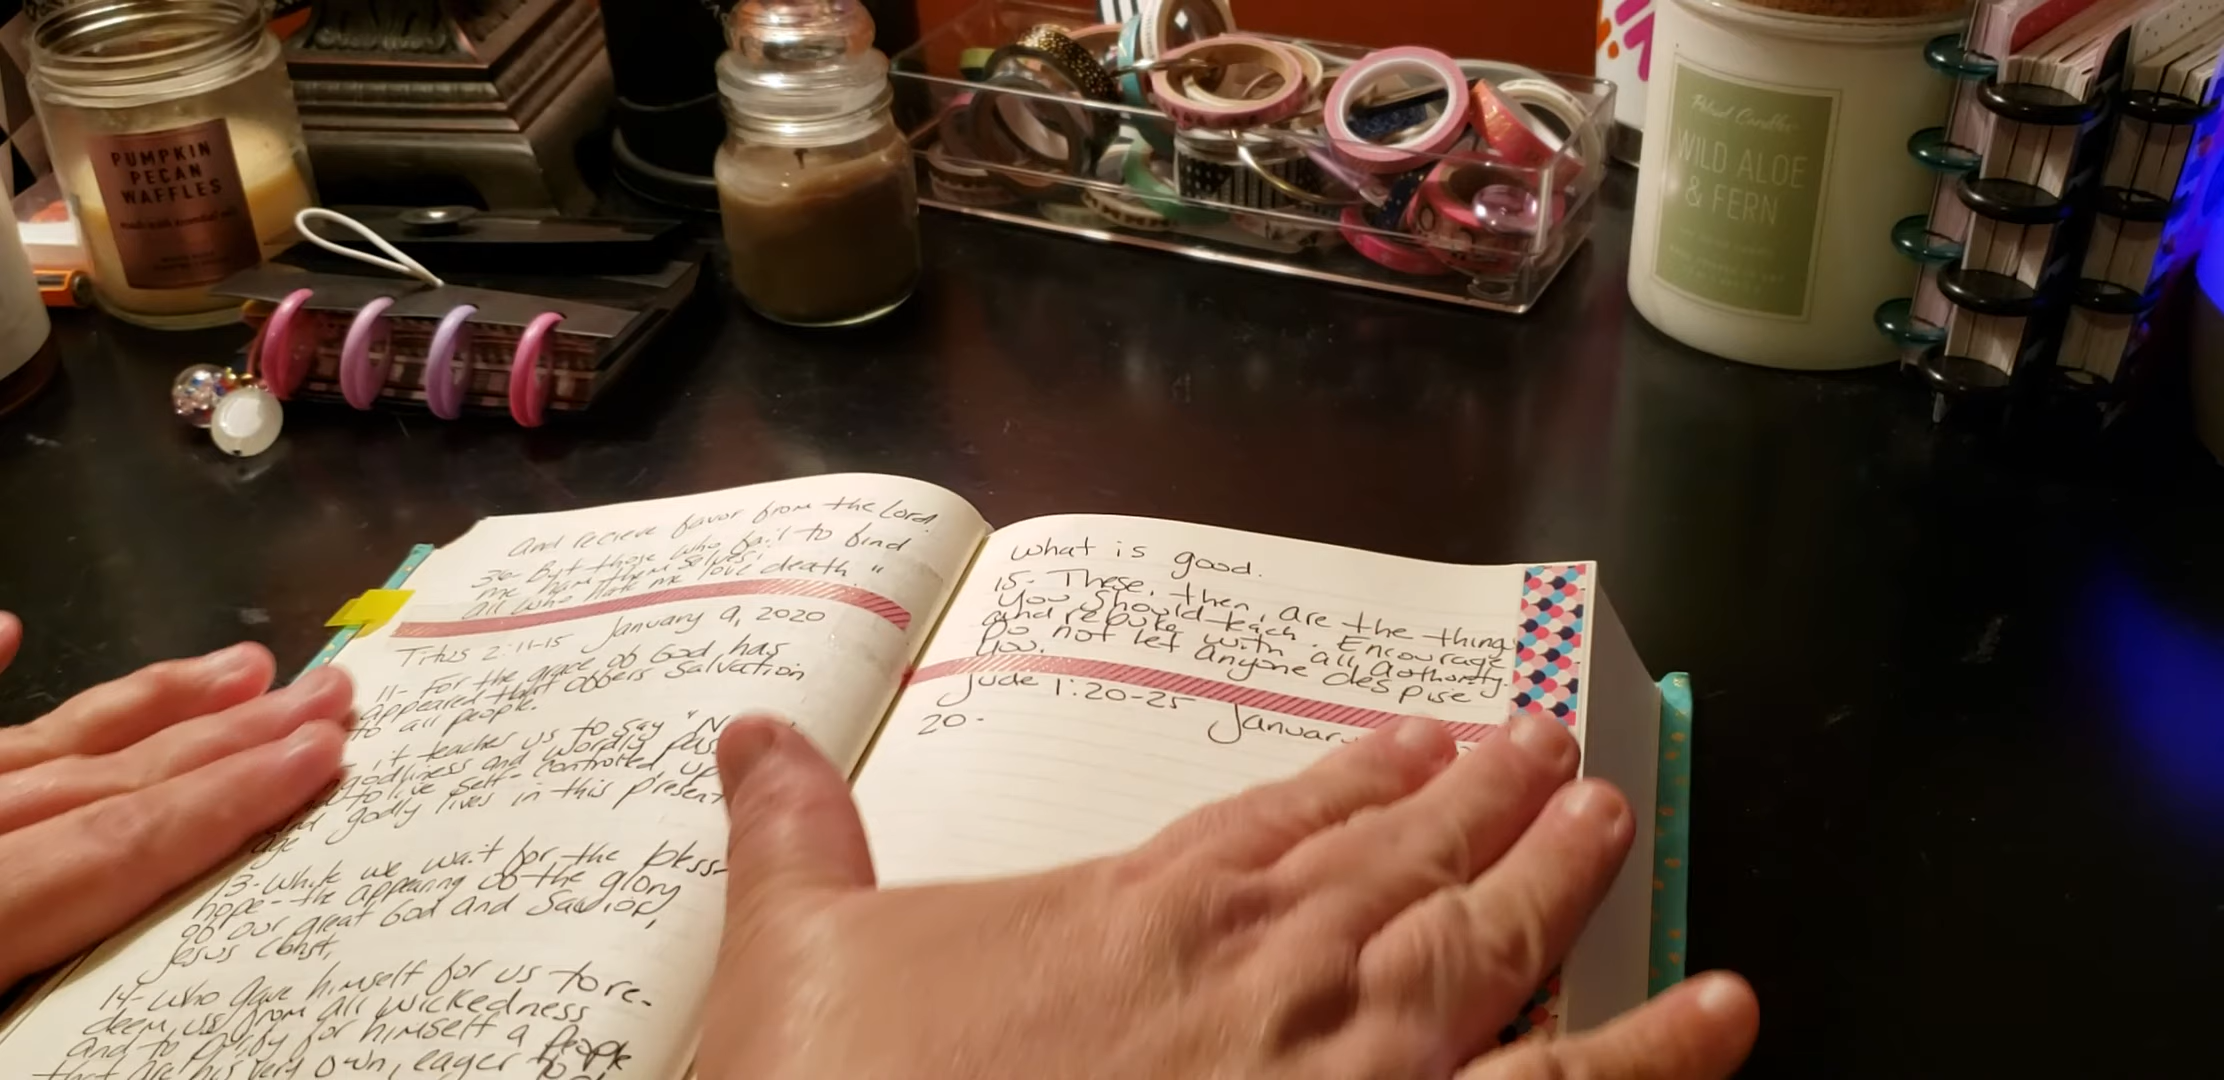 PUMPKIN
PECAN
WAFFLES
WILD ALOE
& FERN
and recieve favor from the Lord.
36- But those who fail to find
me harm themselves;
all who hate me love death"
Titus 2:11-15 January 9, 2020
11- For the grace of God has
appeared that offers Salvation
to all people.
it teaches us to say "N
godliness and wordly pas
to live self-controlled, up
and godly lives in this present
age
13- While we wait for the bless-
hope- the appearing of the glory
of our great God and Savior,
Jesus
14- who gave himself for us to re-
deem us from all wickedness
and to purify for himself a people
that are his very own, eager to
what is good.
15- These, then, are the thing
You should teach. Encourage
and rebuke with all authority.
Do not let anyone despise
you.
Jude 1:20-25 Januar
20-